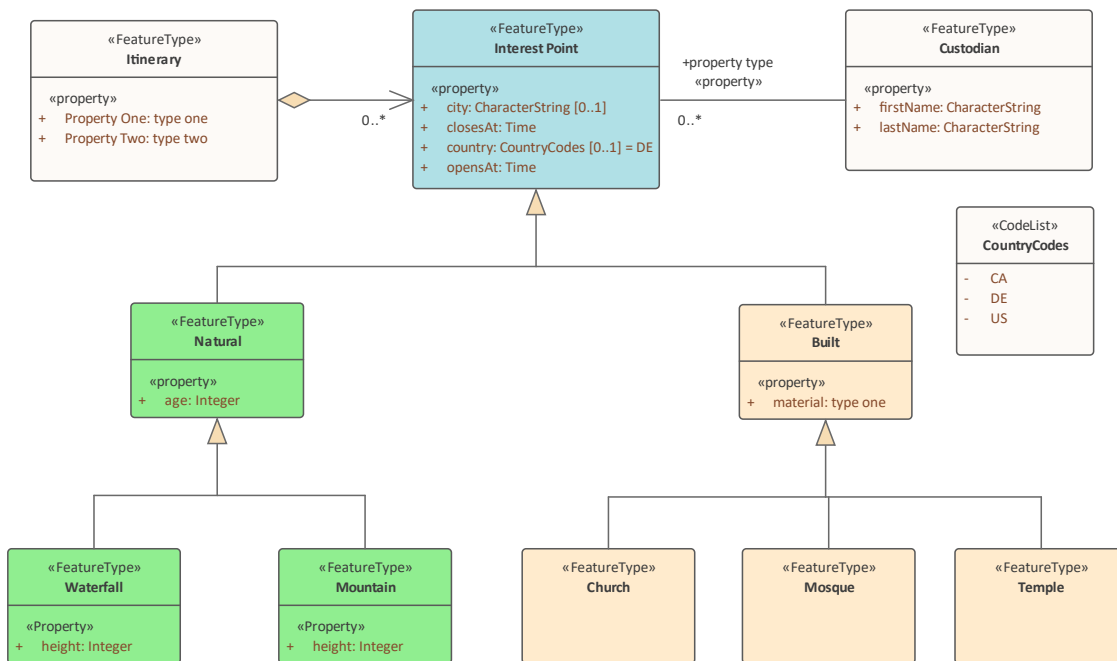 «FeatureType»
Itinerary
«property»
+ Property One: type one
+ Property Two: type two
0..*
«FeatureType»
Interest Point
«property»
+ city: CharacterString [0..1]
+ closesAt: Time
+ country: CountryCodes [0..1] = DE
+ opensAt: Time
+property type
«property»
0..*
«FeatureType»
Custodian
«property»
+ firstName: CharacterString
+ lastName: CharacterString
«CodeList»
CountryCodes
- CA
- DE
- US
«FeatureType»
Natural
«property»
+ age: Integer
«FeatureType»
Built
«property»
+ material: type one
«FeatureType»
Waterfall
«Property»
+ height: Integer
«FeatureType»
Mountain
«Property»
+ height: Integer
«FeatureType»
Church
«FeatureType»
Mosque
«FeatureType»
Temple